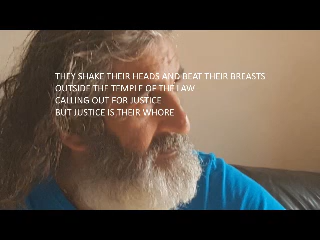 THEY SHAKE THEIR HEADS AND BEAT THEIR BREASTS
OUTSIDE THE TEMPLE OF THE LAW
CALLING OUT FOR JUSTICE
BUT JUSTICE IS THEIR WHORE